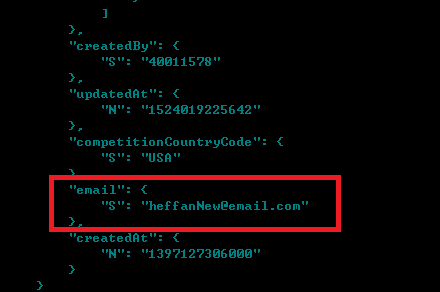 ]
},
"createdBy": {
"S": "40011578"
},
"updatedAt": {
"N": "1524019225642"
},
"competitionCountryCode": {
"S": "USA"
}
"email": {
"S": "heffanNew@email.com"
},
"createdAt": {
"N": "1397127306000"
}
}